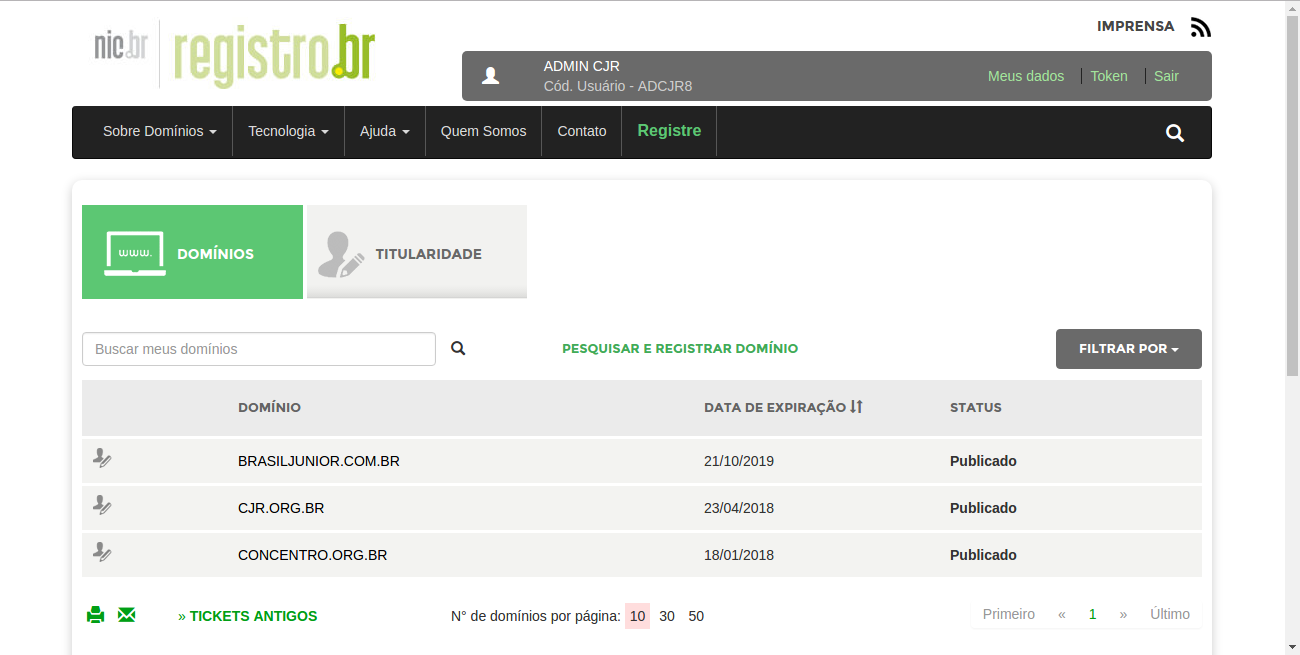 IMPRENSA
nic.br registro.br
ADMIN CJR
Cód. Usuário - ADCJR8
Meus dados Token Sair
Sobre Domínios Tecnologia Ajuda Quem Somos Contato Registre
www. DOMÍNIOS TITULARIDADE
Buscar meus domínios PESQUISAR E REGISTRAR DOMÍNIO FILTRAR POR
DOMÍNIO DATA DE EXPIRAÇÃO STATUS
BRASILJUNIOR.COM.BR 21/10/2019 Publicado
CJR.ORG.BR 23/04/2018 Publicado
CONCENTRO.ORG.BR 18/01/2018 Publicado
» TICKETS ANTIGOS N° de domínios por página: 10 30 50 Primeiro « 1 » Último